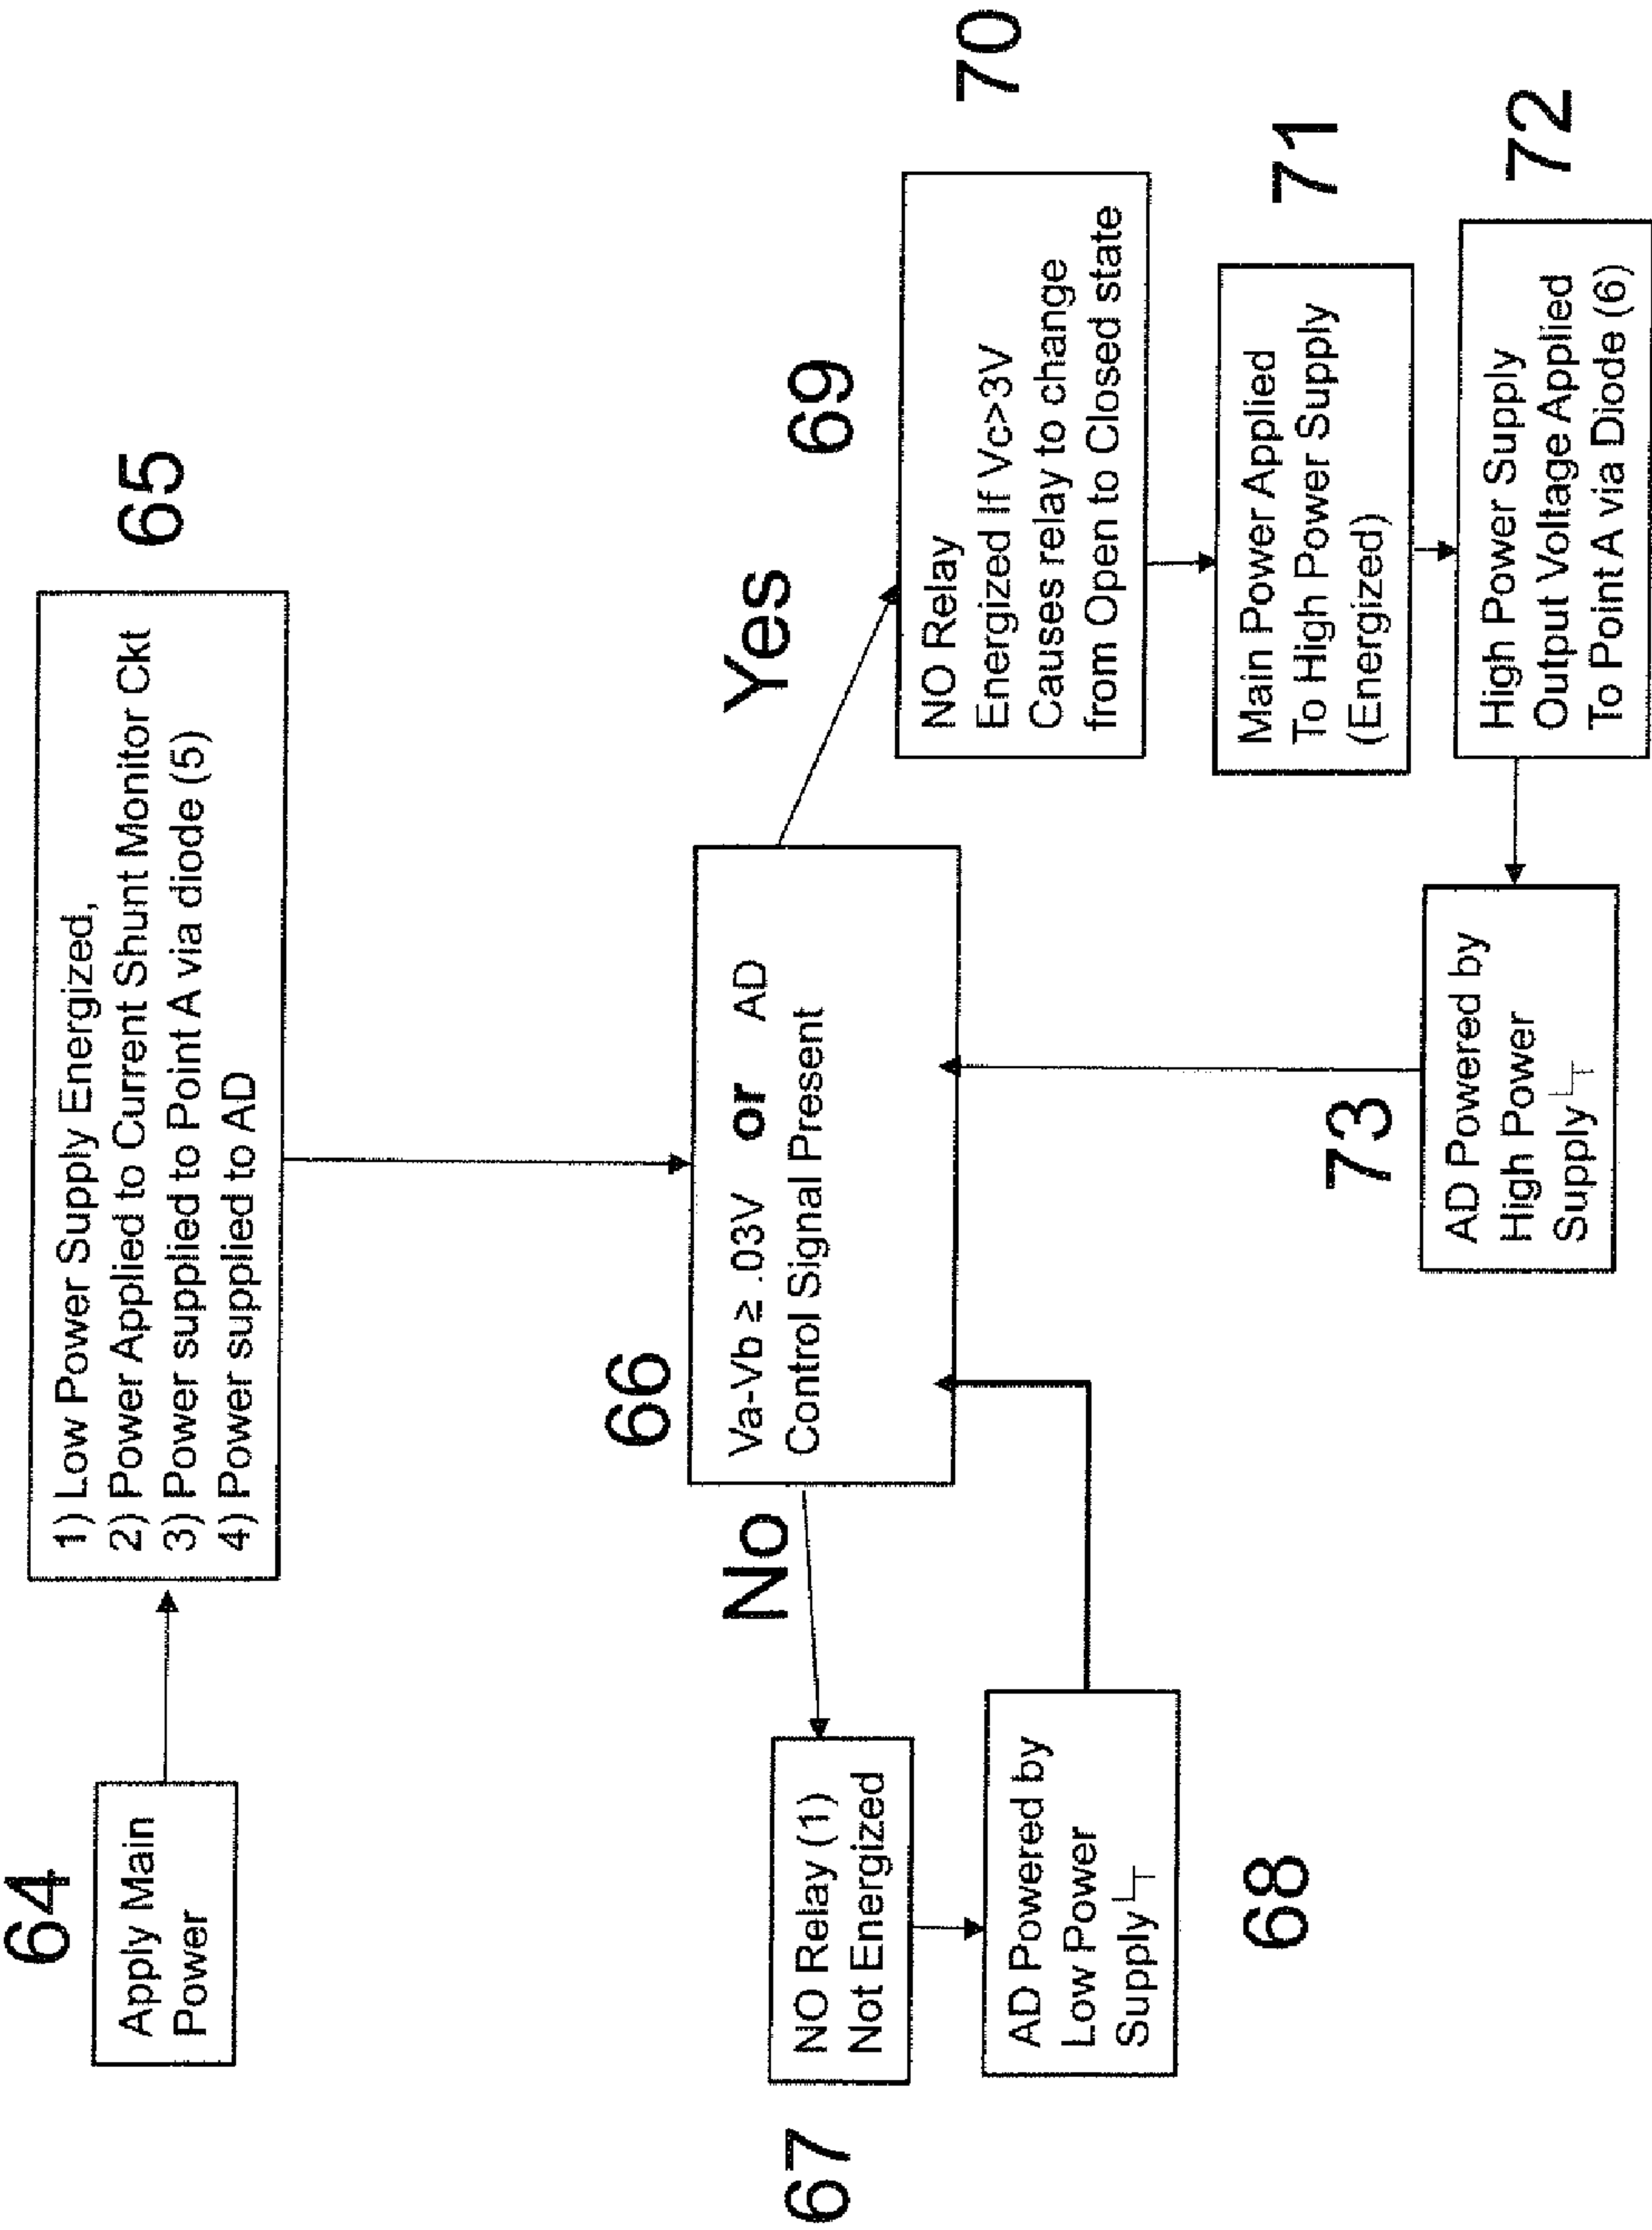 64
Apply Main
Power
65
1) Low Power Supply Energized,
2) Power Applied to Current Shunt Monitor Ckt
3) Power supplied to Point A via diode (5)
4) Power supplied to AD
66
Va-Vb ≥ .03V or AD
Control Signal Present
No
Yes
67
NO Relay (1)
Not Energized
68
AD Powered by
Low Power
Supply
69
70
NO Relay
Energized If Vc>3V
Causes relay to change
from Open to Closed state
71
Main Power Applied
To High Power Supply
(Energized)
72
High Power Supply
Output Voltage Applied
To Point A via Diode (6)
73
AD Powered by
High Power
Supply